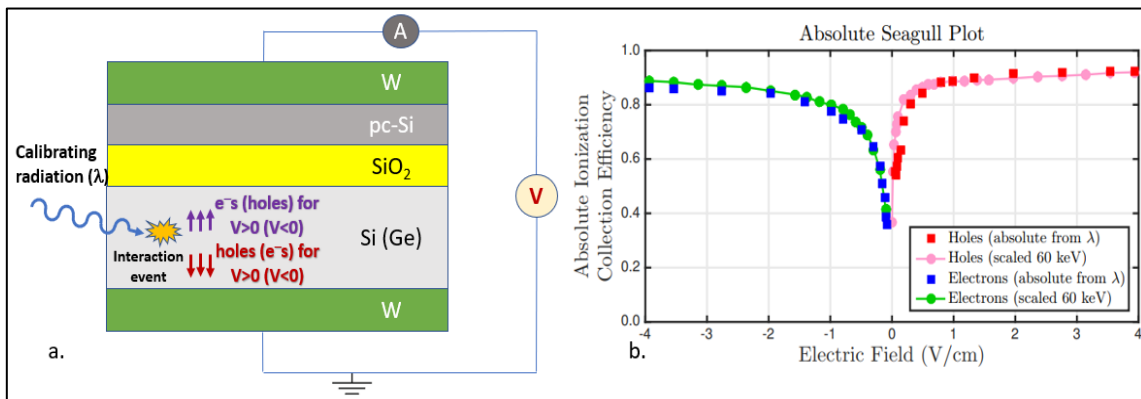 A
W
pc-Si
SiO₂
Calibrating
radiation (λ)
e⁻s (holes) for
V>0 (V<0)
Interaction
event
holes (e⁻s) for
V>0 (V<0)
Si (Ge)
W
V
a.
Absolute Seagull Plot
Absolute Ionization
Collection Efficiency
1.0
0.8
0.6
0.4
0.2
0.0
-4
-3
-2
-1
0
1
2
3
4
Electric Field (V/cm)
Holes (absolute from λ)
Holes (scaled 60 keV)
Electrons (absolute from λ)
Electrons (scaled 60 keV)
b.